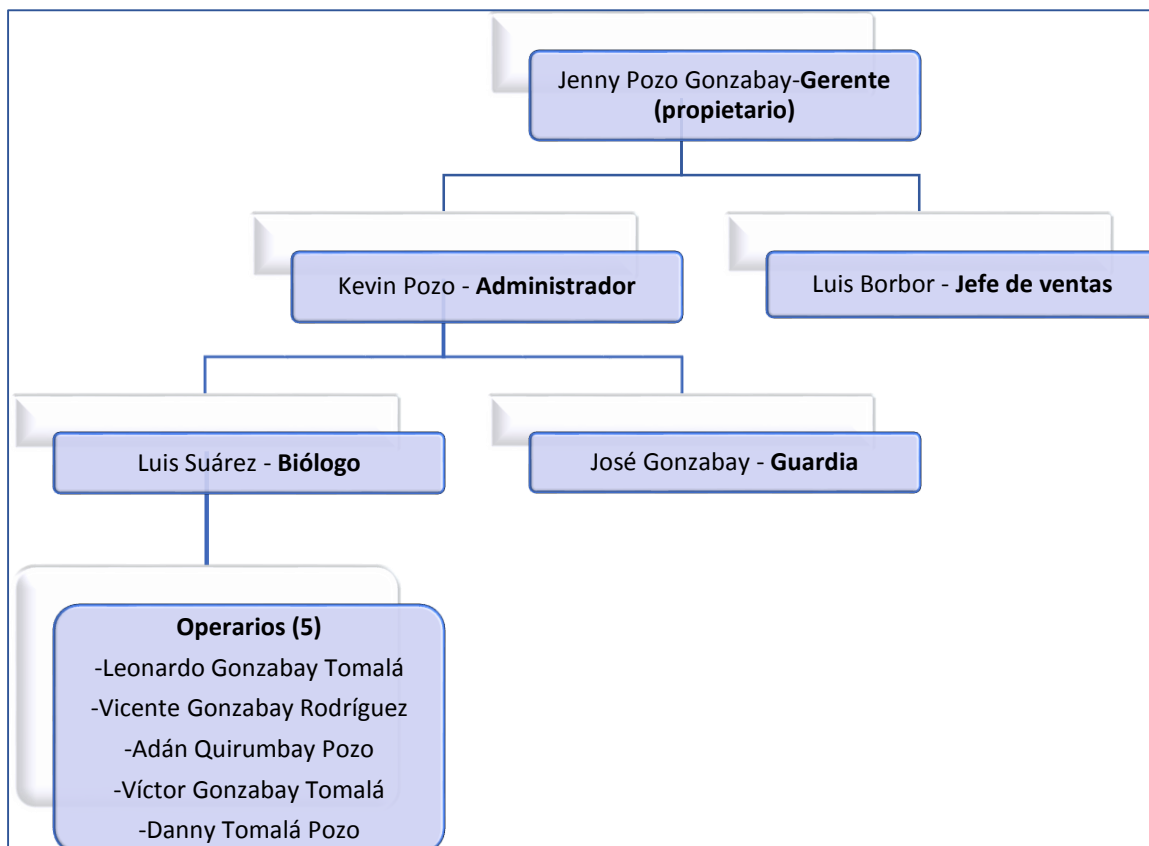 Jenny Pozo Gonzabay-Gerente
(propietario)
Kevin Pozo - Administrador
Luis Borbor - Jefe de ventas
Luis Suárez - Biólogo
José Gonzabay - Guardia
Operarios (5)
-Leonardo Gonzabay Tomalá
-Vicente Gonzabay Rodríguez
-Adán Quirumbay Pozo
-Víctor Gonzabay Tomalá
-Danny Tomalá Pozo